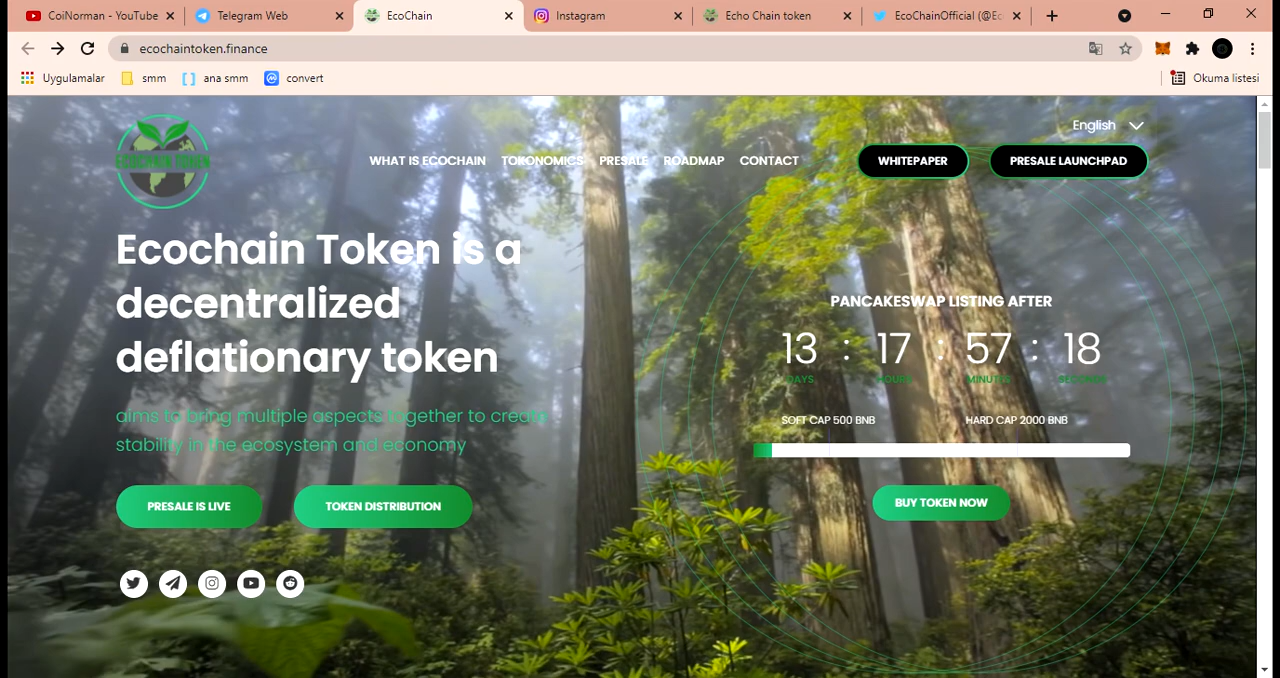 CoiNorman - YouTube
Telegram Web
EcoChain
Instagram
Echo Chain token
EcoChainOfficial (@Ec
ecochaintoken.finance
Uygulamalar
smm
ana smm
convert
Okuma listesi
English
ECOCHAIN TOKEN
WHAT IS ECOCHAIN
TOKONOMICS
PRESALE
ROADMAP
CONTACT
WHITEPAPER
PRESALE LAUNCHPAD
Ecochain Token is a
decentralized
deflationary token
aims to bring multiple aspects together to create
stability in the ecosystem and economy
PRESALE IS LIVE
TOKEN DISTRIBUTION
PANCAKESWAP LISTING AFTER
13 : 17 : 57 : 18
DAYS HOURS MINUTES SECONDS
SOFT CAP 500 BNB
HARD CAP 2000 BNB
BUY TOKEN NOW